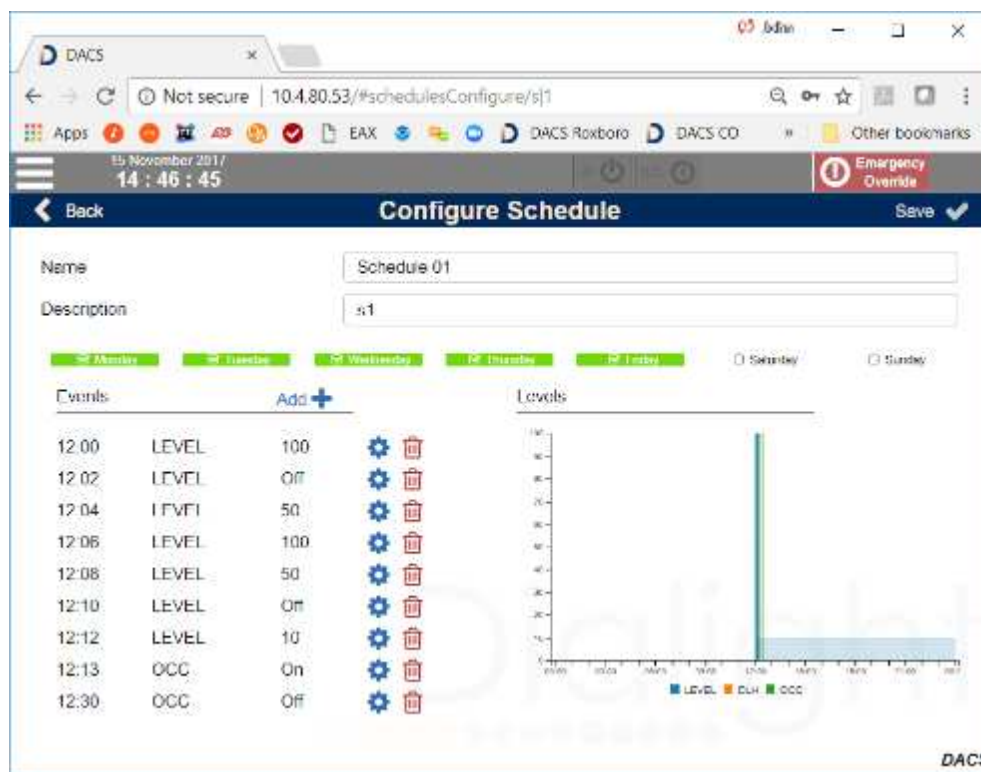 DACS
Not secure | 10.4.80.53/#schedulesConfigure/s|1
Apps EAX DACS Roxboro DACS CO » Other bookmarks
15 November 2017
14 : 46 : 45
Emergency Override
Back Configure Schedule Save
Name Schedule 01
Description s1
Monday Tuesday Wednesday Thursday Friday Saturday Sunday
Events Add Levels
12:00 LEVEL 100
12:02 LEVEL Off
12:04 LEVEL 50
12:06 LEVEL 100
12:08 LEVEL 50
12:10 LEVEL Off
12:12 LEVEL 10
12:13 OCC On
12:30 OCC Off
LEVEL DLH OCC
Dialight
DACS